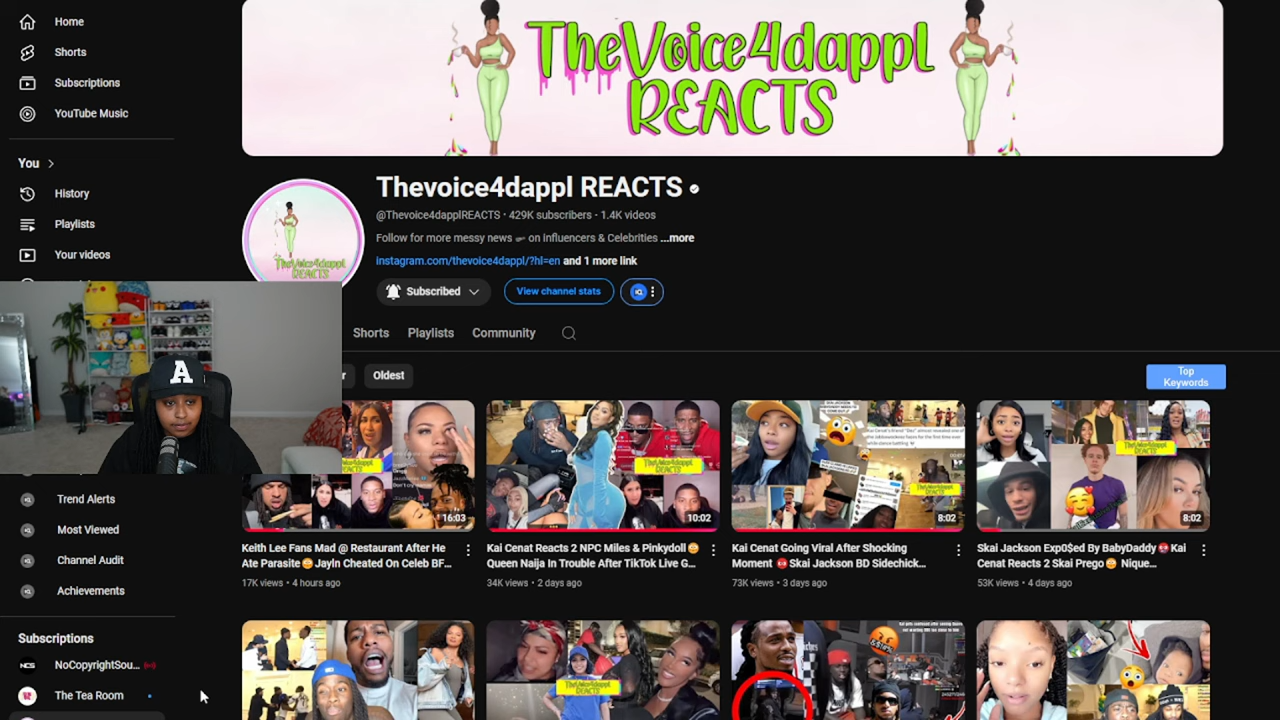 Home
Shorts
Subscriptions
YouTube Music
You
History
Playlists
Your videos
Trend Alerts
Most Viewed
Channel Audit
Achievements
Subscriptions
NoCopyrightSou...
The Tea Room
TheVoice4dappl
REACTS
Thevoice4dappl REACTS
@Thevoice4dapplREACTS • 429K subscribers • 1.4K videos
Follow for more messy news on Influencers & Celebrities ...more
instagram.com/thevoice4dappl/?hl=en and 1 more link
Subscribed
View channel stats
Shorts Playlists Community
Oldest
Top
Keywords
A
16:03
10:02
8:02
8:02
Keith Lee Fans Mad @ Restaurant After He
Ate Parasite😳 JayIn Cheated On Celeb BF...
17K views • 4 hours ago
Kai Cenat Reacts 2 NPC Miles & Pinkydoll😳
Queen Naija In Trouble After TikTok Live G...
34K views • 2 days ago
Kai Cenat Going Viral After Shocking
Moment Skai Jackson BD Sidechick...
73K views • 3 days ago
Skai Jackson Exp0$ed By BabyDaddy Kai
Cenat Reacts 2 Skai Prego😳 Nique...
53K views • 4 days ago
TheVoice4dappl
REACTS